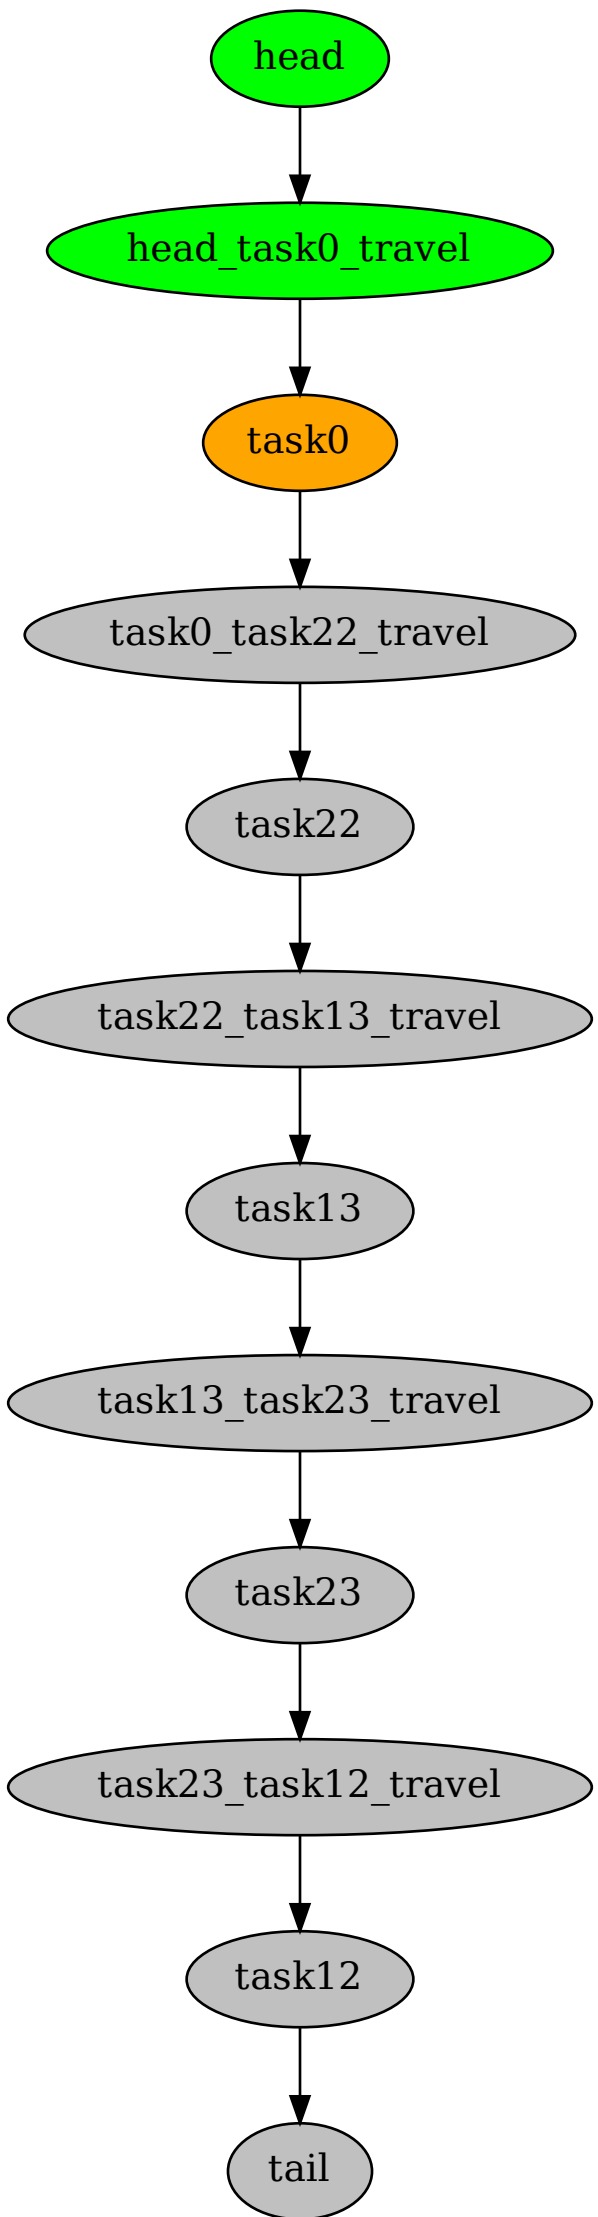 head
head_task0_travel
task0
task0_task22_travel
task22
task22_task13_travel
task13
task13_task23_travel
task23
task23_task12_travel
task12
tail